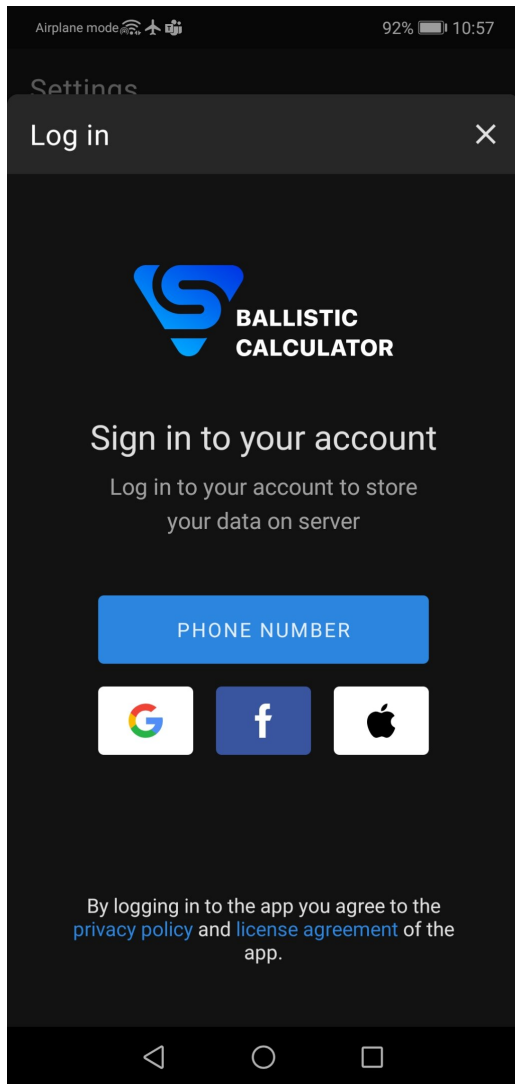 Airplane mode 92% 10:57
Settings
Log in
BALLISTIC
CALCULATOR
Sign in to your account
Log in to your account to store
your data on server
PHONE NUMBER
By logging in to the app you agree to the
privacy policy and license agreement of the
app.